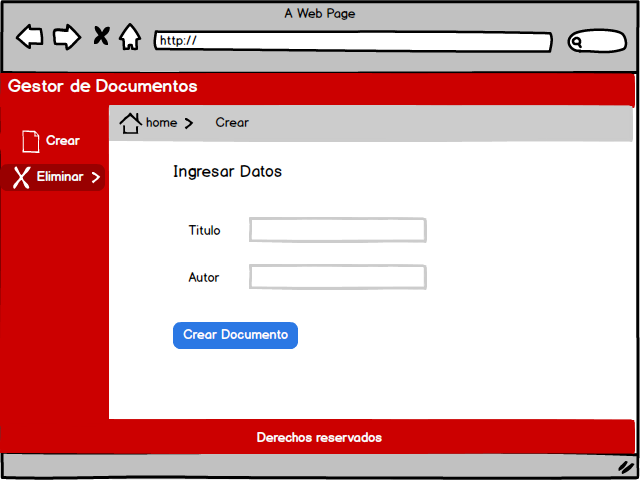 A Web Page
http://
Gestor de Documentos
home > Crear
Crear
Eliminar >
Ingresar Datos
Titulo
Autor
Crear Documento
Derechos reservados